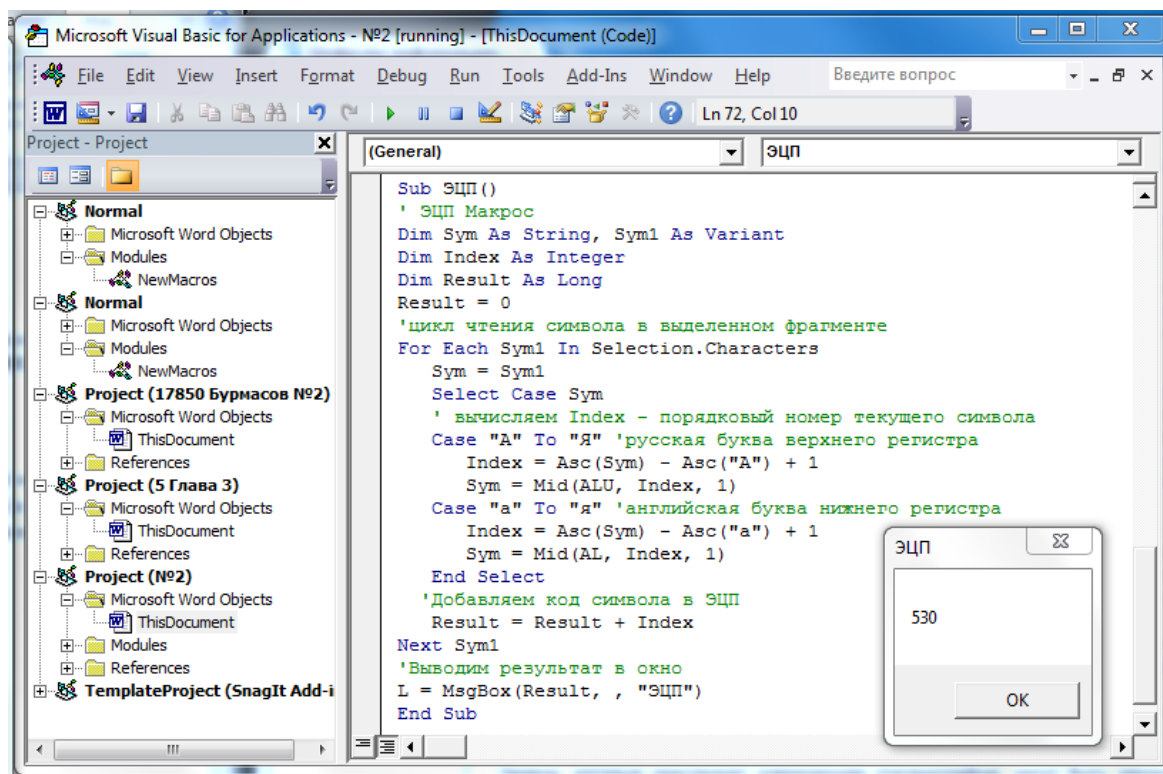 Microsoft Visual Basic for Applications - №2 [running] - [ThisDocument (Code)]
File Edit View Insert Format Debug Run Tools Add-Ins Window Help Введите вопрос
Ln 72, Col 10
Project - Project
Normal
Microsoft Word Objects
Modules
NewMacros
Normal
Microsoft Word Objects
Modules
NewMacros
Project (17850 Бурмасов №2)
Microsoft Word Objects
ThisDocument
References
Project (5 Глава 3)
Microsoft Word Objects
ThisDocument
References
Project (№2)
Microsoft Word Objects
ThisDocument
Modules
References
TemplateProject (SnagIt Add-i
(General) ЭЦП
Sub ЭЦП()
' ЭЦП Макрос
Dim Sym As String, Sym1 As Variant
Dim Index As Integer
Dim Result As Long
Result = 0
'цикл чтения символа в выделенном фрагменте
For Each Sym1 In Selection.Characters
Sym = Sym1
Select Case Sym
' вычисляем Index - порядковый номер текущего символа
Case "А" To "Я" 'русская буква верхнего регистра
Index = Asc(Sym) - Asc("А") + 1
Sym = Mid(ALU, Index, 1)
Case "а" To "я" 'английская буква нижнего регистра
Index = Asc(Sym) - Asc("а") + 1
Sym = Mid(AL, Index, 1)
End Select
'Добавляем код символа в ЭЦП
Result = Result + Index
Next Sym1
'Выводим результат в окно
L = MsgBox(Result, , "ЭЦП")
End Sub
ЭЦП
530
OK